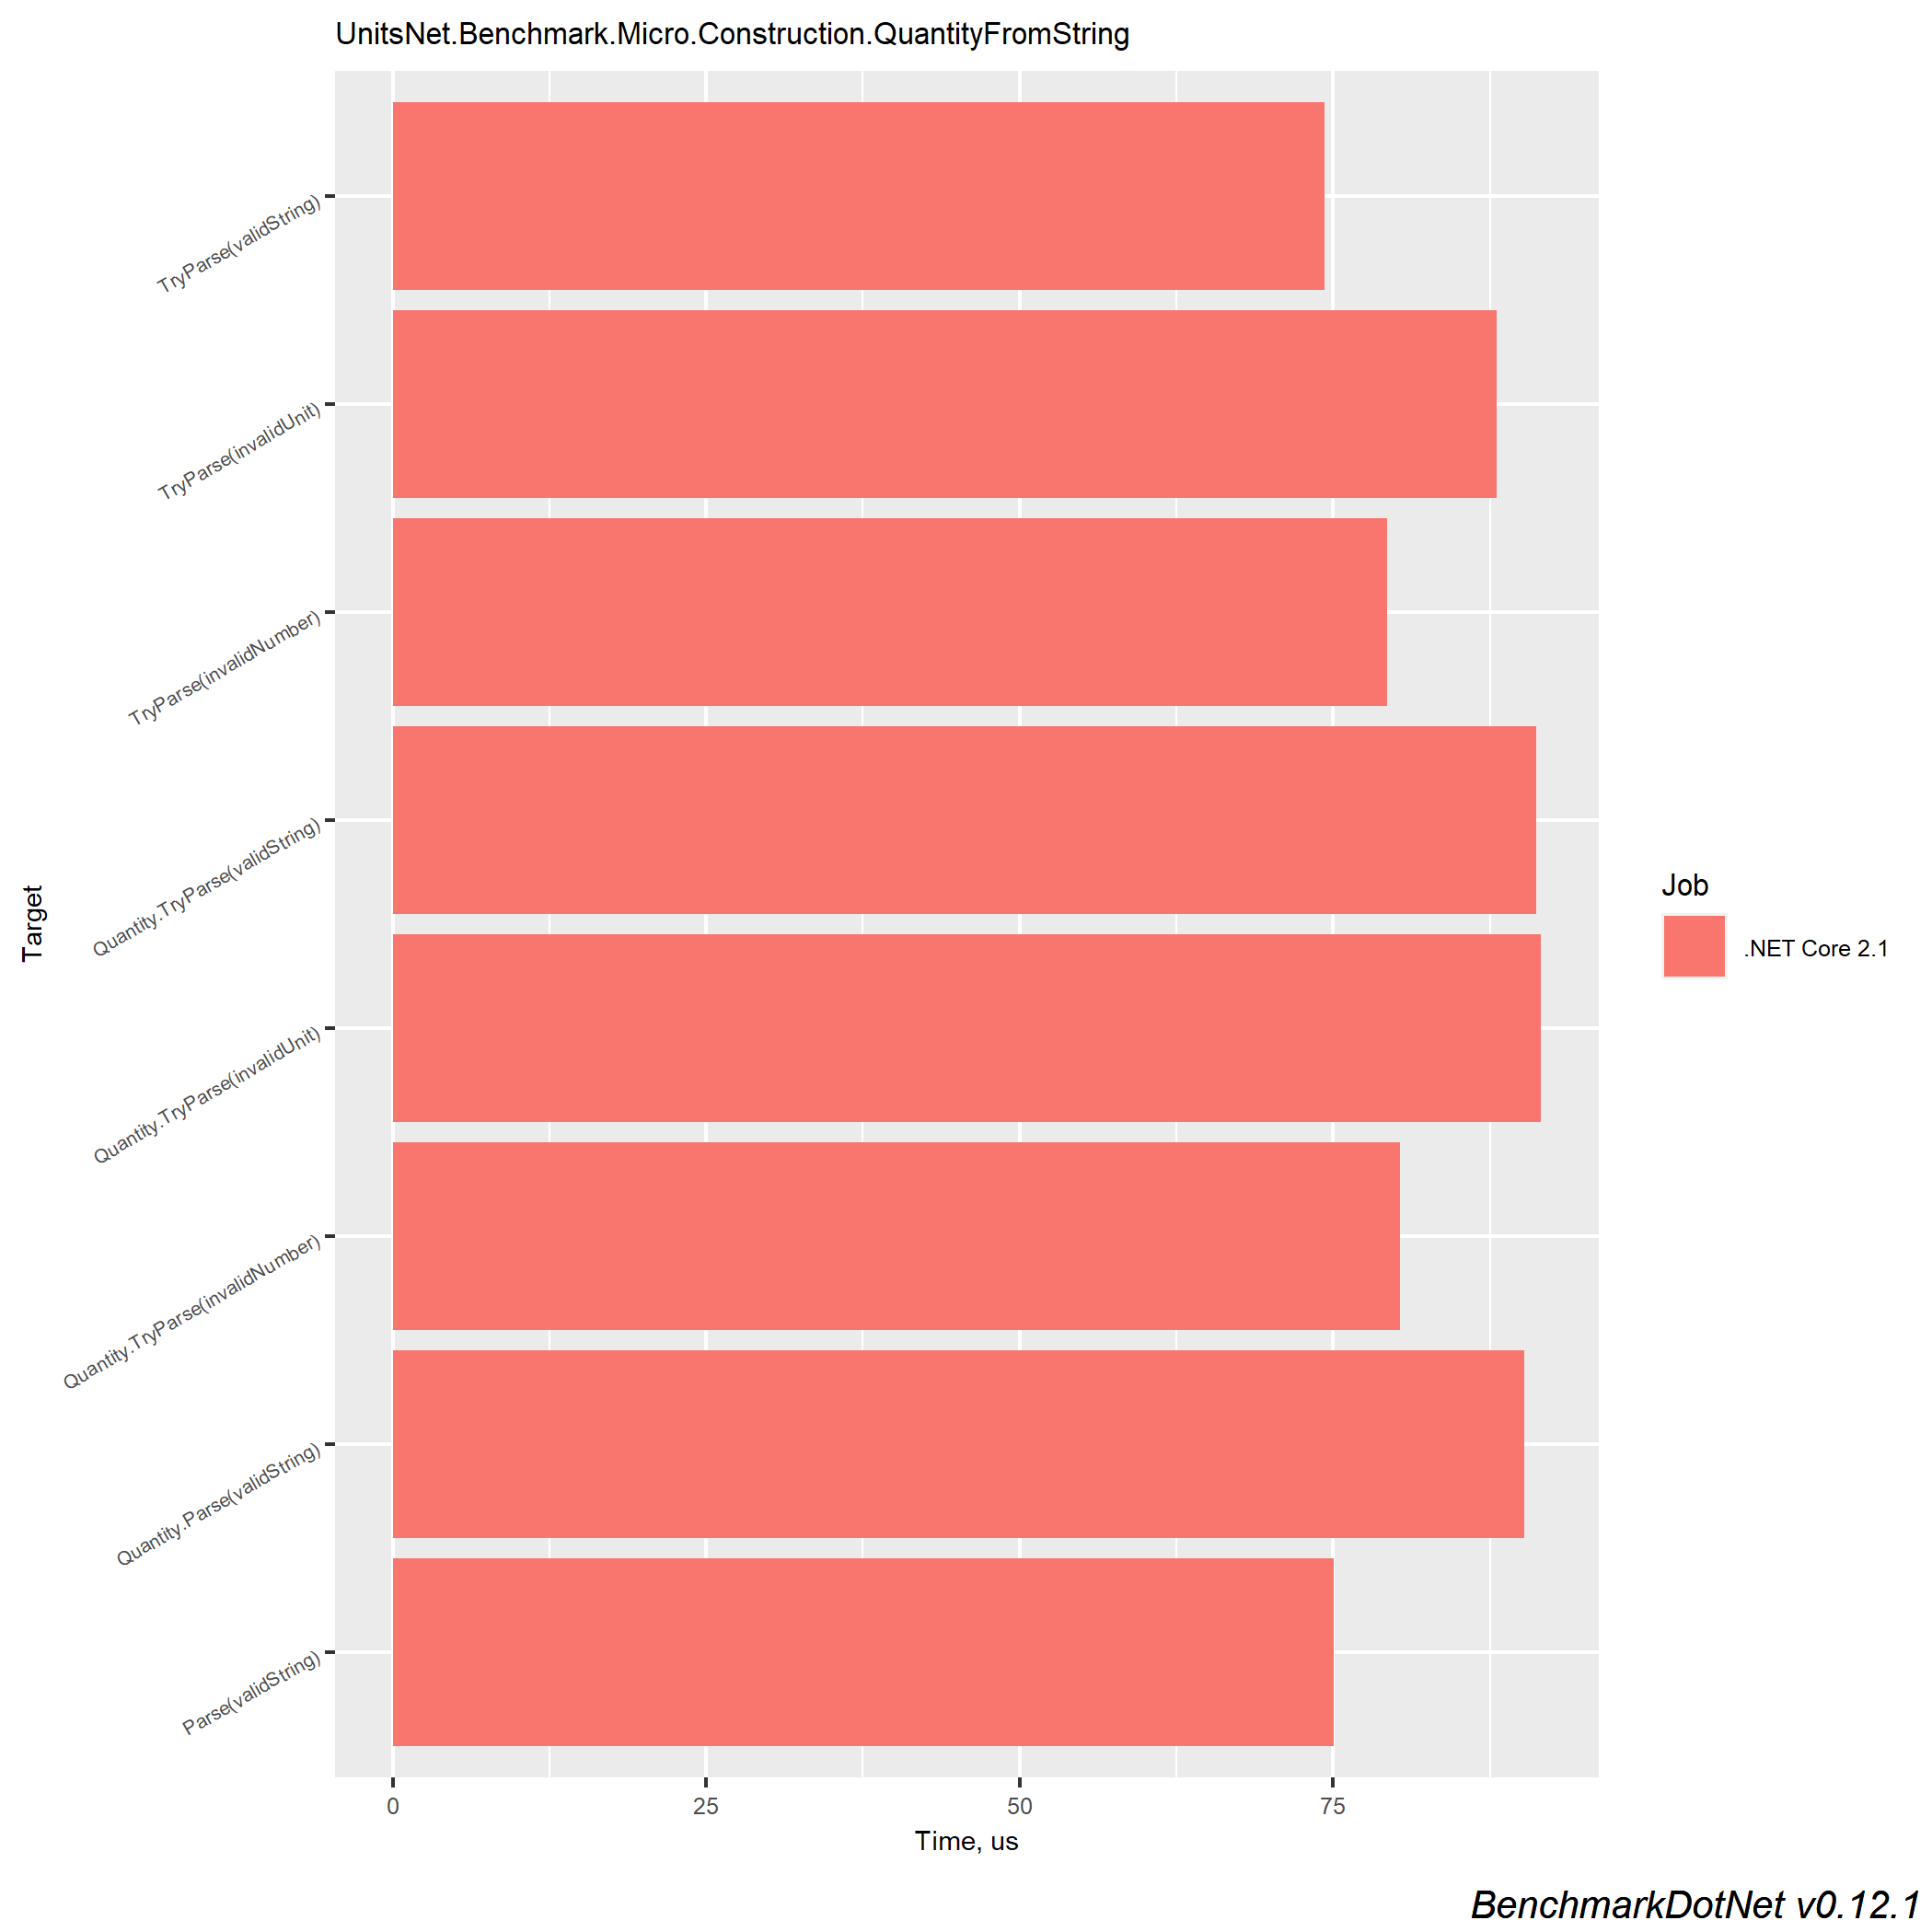 UnitsNet.Benchmark.Micro.Construction.QuantityFromString
TryParse(validString)
TryParse(invalidUnit)
TryParse(invalidNumber)
Quantity.TryParse(validString)
Quantity.TryParse(invalidUnit)
Quantity.TryParse(invalidNumber)
Quantity.Parse(validString)
Parse(validString)
Target
0 25 50 75
Time, us
Job
.NET Core 2.1
BenchmarkDotNet v0.12.1